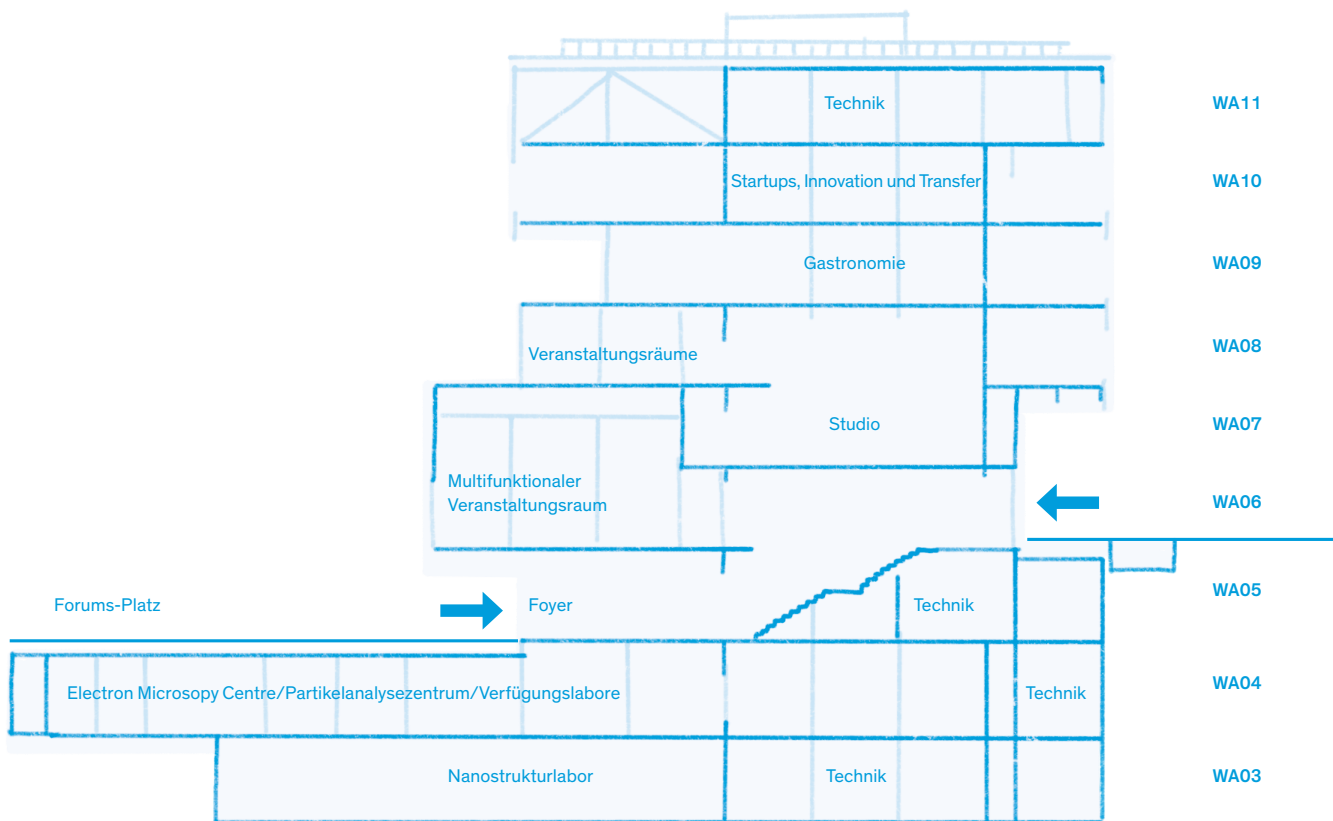 Technik
WA11
Startups, Innovation und Transfer
WA10
Gastronomie
WA09
Veranstaltungsräume
WA08
Studio
WA07
Multifunktionaler
Veranstaltungsraum
WA06
Forums-Platz
Foyer
Technik
WA05
Electron Microsopy Centre/Partikelanalysezentrum/Verfügungslabore
Technik
WA04
Nanostrukturlabor
Technik
WA03